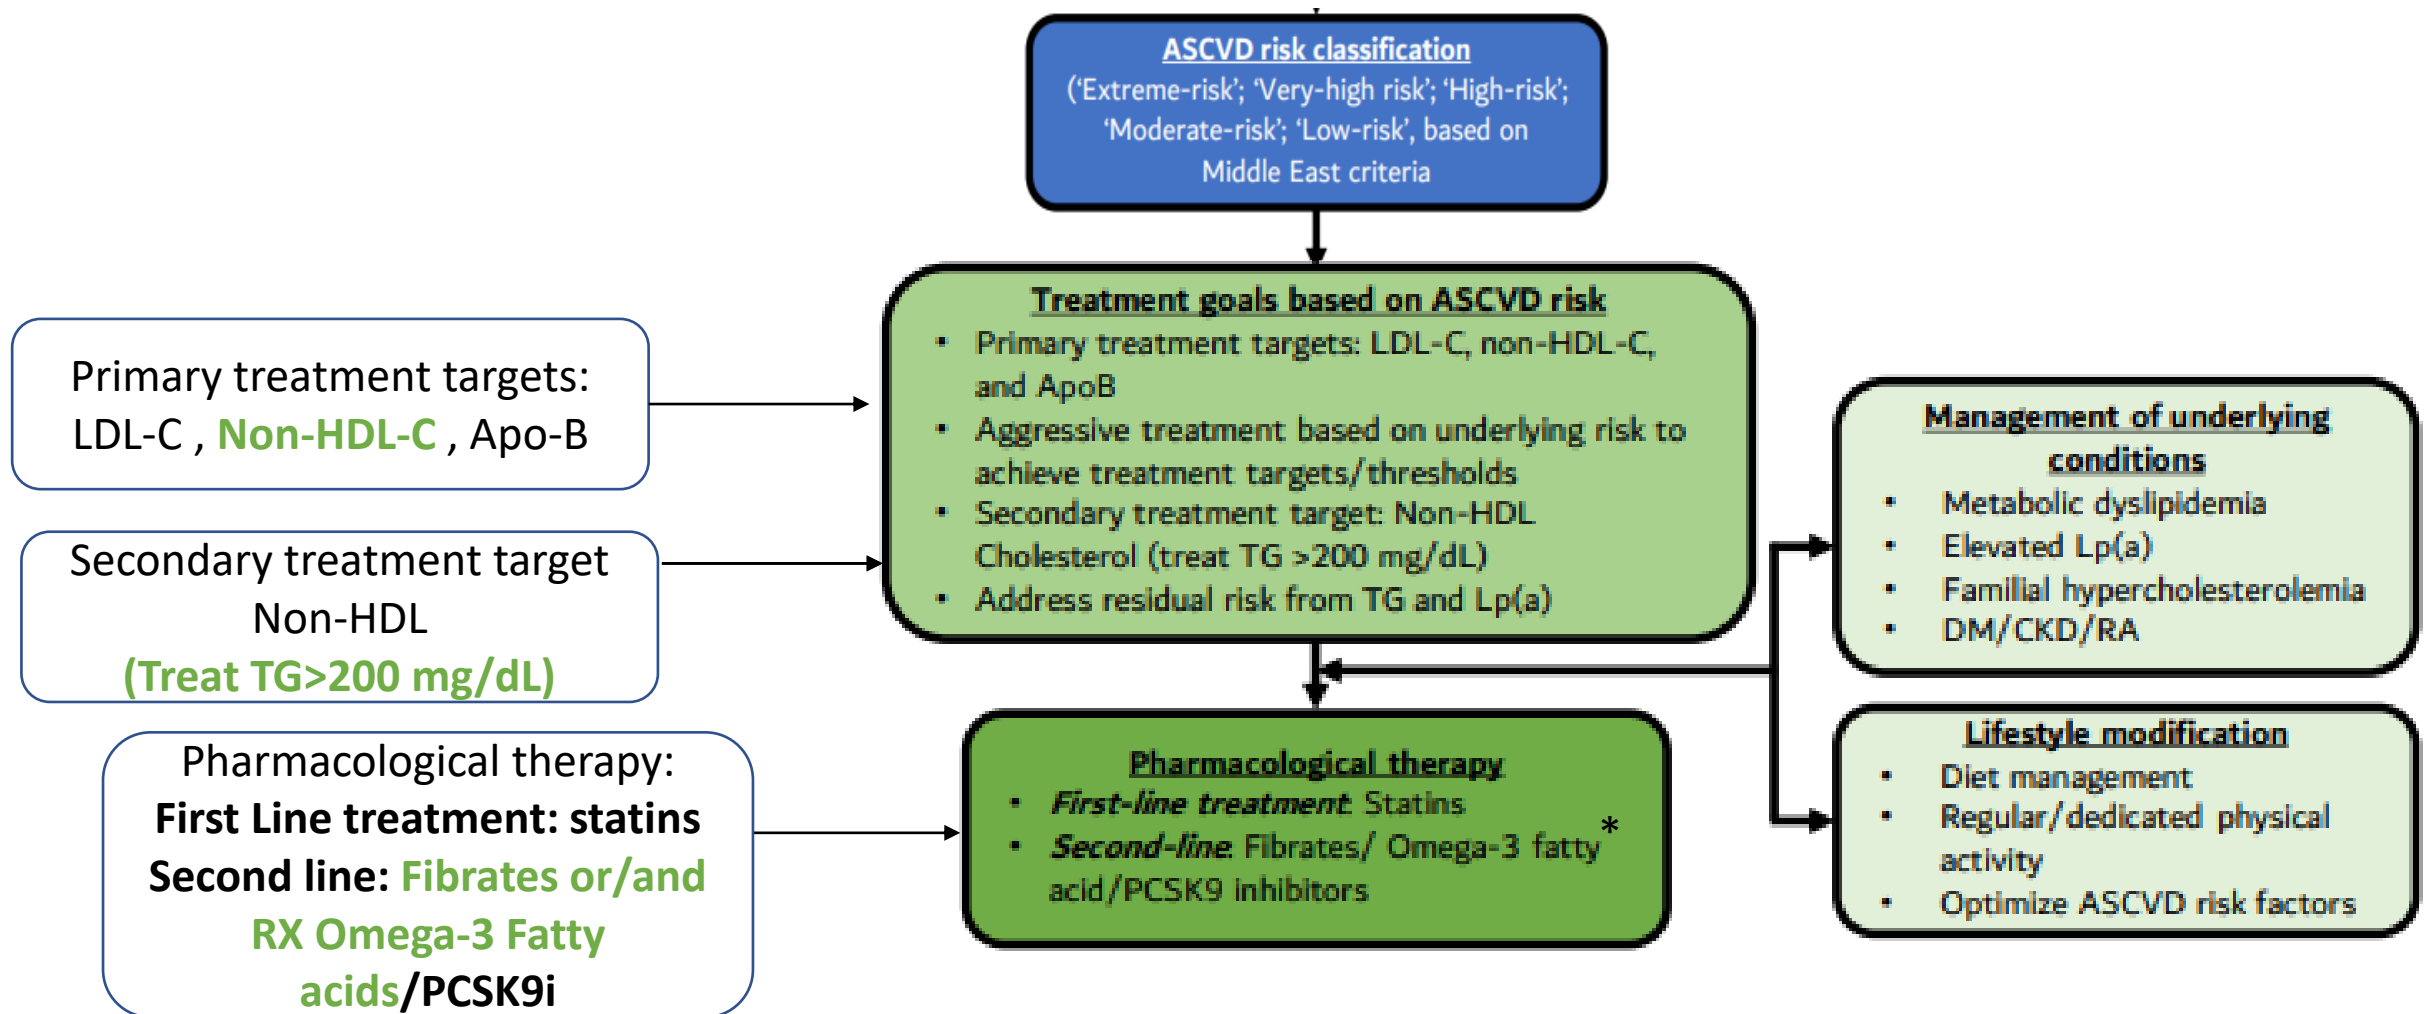 ASCVD risk classification
(‘Extreme-risk’; ‘Very-high risk’; ‘High-risk’;
‘Moderate-risk’; ‘Low-risk’, based on
Middle East criteria
Treatment goals based on ASCVD risk
• Primary treatment targets: LDL-C, non-HDL-C,
and ApoB
• Aggressive treatment based on underlying risk to
achieve treatment targets/thresholds
• Secondary treatment target: Non-HDL
Cholesterol (treat TG >200 mg/dL)
• Address residual risk from TG and Lp(a)
Primary treatment targets:
LDL-C , Non-HDL-C , Apo-B
Secondary treatment target
Non-HDL
(Treat TG>200 mg/dL)
Management of underlying
conditions
• Metabolic dyslipidemia
• Elevated Lp(a)
• Familial hypercholesterolemia
• DM/CKD/RA
Pharmacological therapy:
First Line treatment: statins
Second line: Fibrates or/and
RX Omega-3 Fatty
acids/PCSK9i
Pharmacological therapy
• First-line treatment: Statins
• Second-line: Fibrates/ Omega-3 fatty*
acid/PCSK9 inhibitors
Lifestyle modification
• Diet management
• Regular/dedicated physical
activity
• Optimize ASCVD risk factors